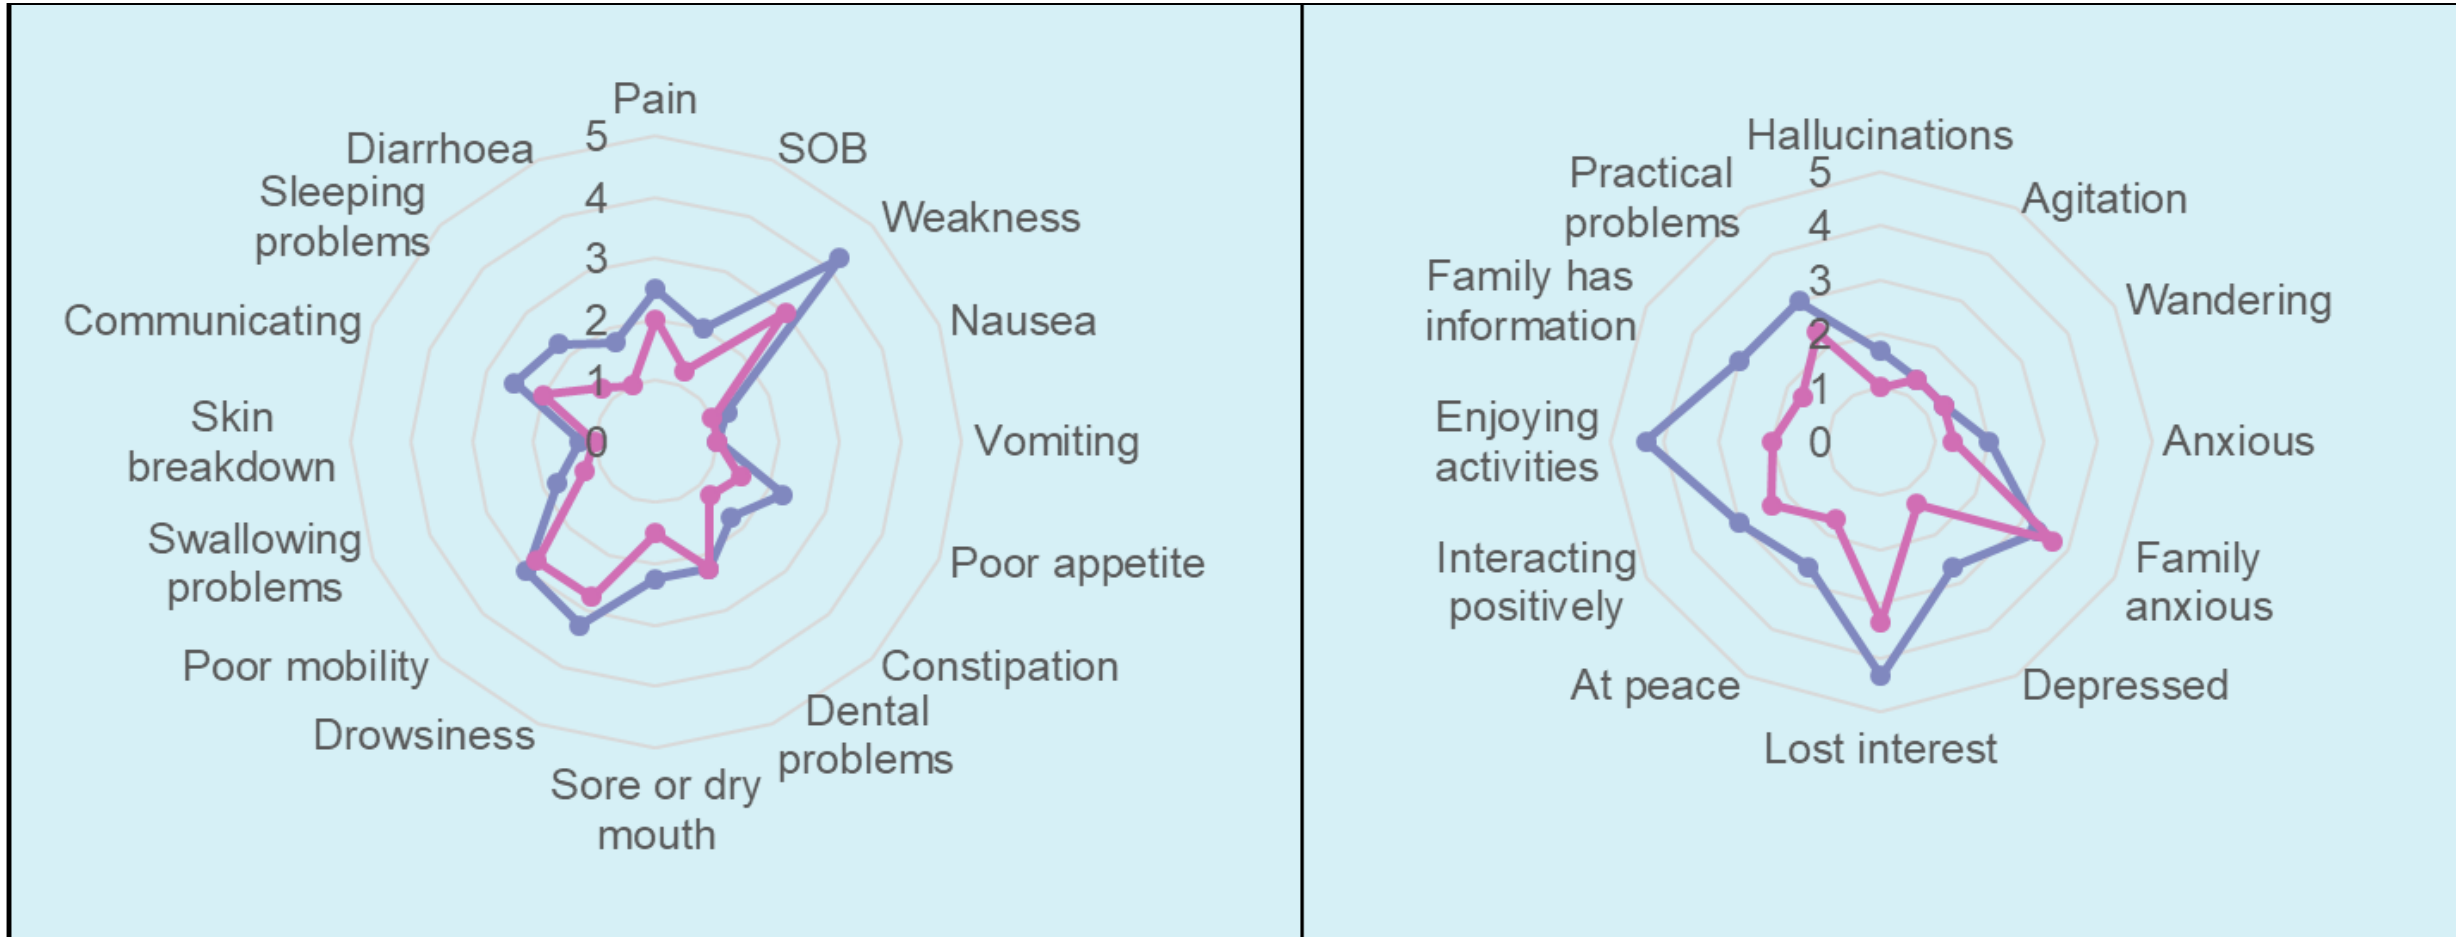 Pain
SOB
Weakness
Nausea
Vomiting
Poor appetite
Constipation
Dental
problems
Sore or dry
mouth
Drowsiness
Poor mobility
Swallowing
problems
Skin
breakdown
Communicating
Sleeping
problems
Diarrhoea
5
4
3
2
1
0
Hallucinations
Agitation
Wandering
Anxious
Family
anxious
Depressed
Lost interest
At peace
Interacting
positively
Enjoying
activities
Family has
information
Practical
problems
5
4
3
2
1
0